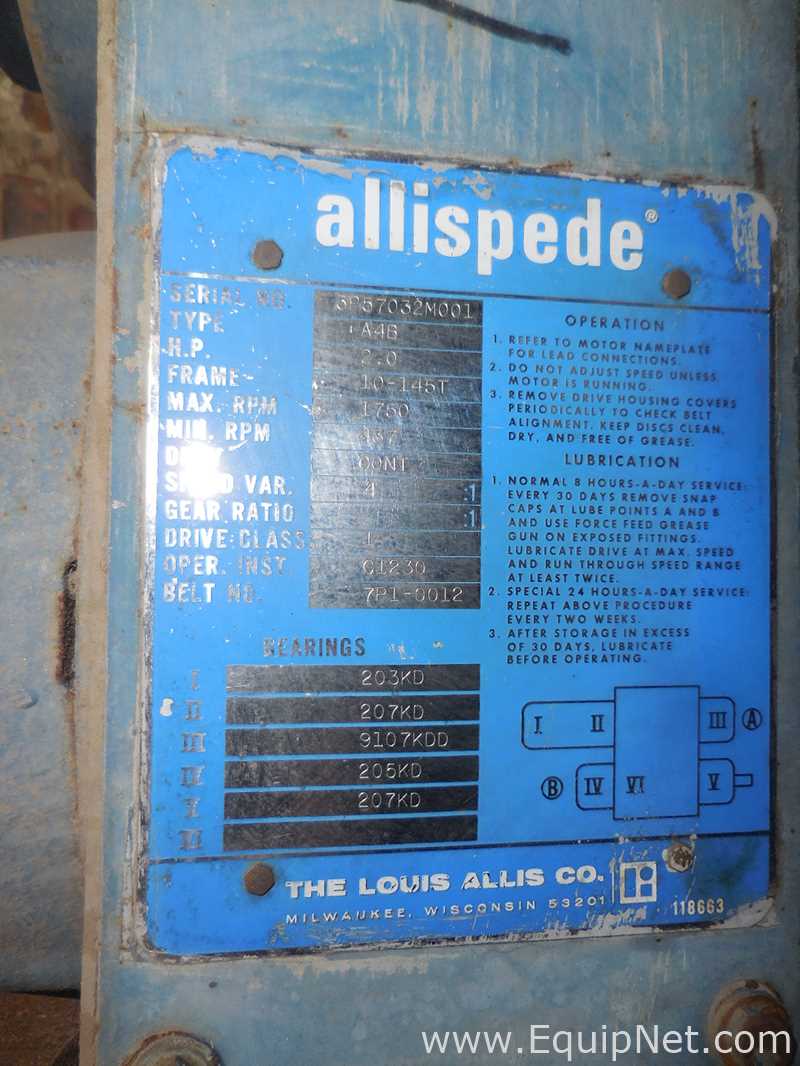 allispede®
SERIAL NO.
TYPE A4B
H.P. 2.0
FRAME 10-145T
MAX. RPM 1750
MIN. RPM
SPEED VAR. 4 :1
GEAR RATIO :1
DRIVE CLASS
OPER. INST
BELT NO. 7P1-0012
BEARINGS
I 203KD
II 207KD
III 9107KDD
IV 205KD
V 207KD
VI
OPERATION
1. REFER TO MOTOR NAMEPLATE
FOR LEAD CONNECTIONS.
2. DO NOT ADJUST SPEED UNLESS
MOTOR IS RUNNING.
3. REMOVE DRIVE HOUSING COVERS
PERIODICALLY TO CHECK BELT
ALIGNMENT. KEEP DISCS CLEAN,
DRY, AND FREE OF GREASE.
LUBRICATION
1. NORMAL 8 HOURS-A-DAY SERVICE:
EVERY 30 DAYS REMOVE SNAP
CAPS AT LUBE POINTS A AND B
AND USE FORCE FEED GREASE
GUN ON EXPOSED FITTINGS.
LUBRICATE DRIVE AT MAX. SPEED
AND RUN THROUGH SPEED RANGE
AT LEAST TWICE.
2. SPECIAL 24 HOURS-A-DAY SERVICE:
REPEAT ABOVE PROCEDURE
EVERY TWO WEEKS.
3. AFTER STORAGE IN EXCESS
OF 30 DAYS, LUBRICATE
BEFORE OPERATING.
I II III A
B IV VI V
THE LOUIS ALLIS CO.
MILWAUKEE, WISCONSIN 53201
118663
www.EquipNet.com